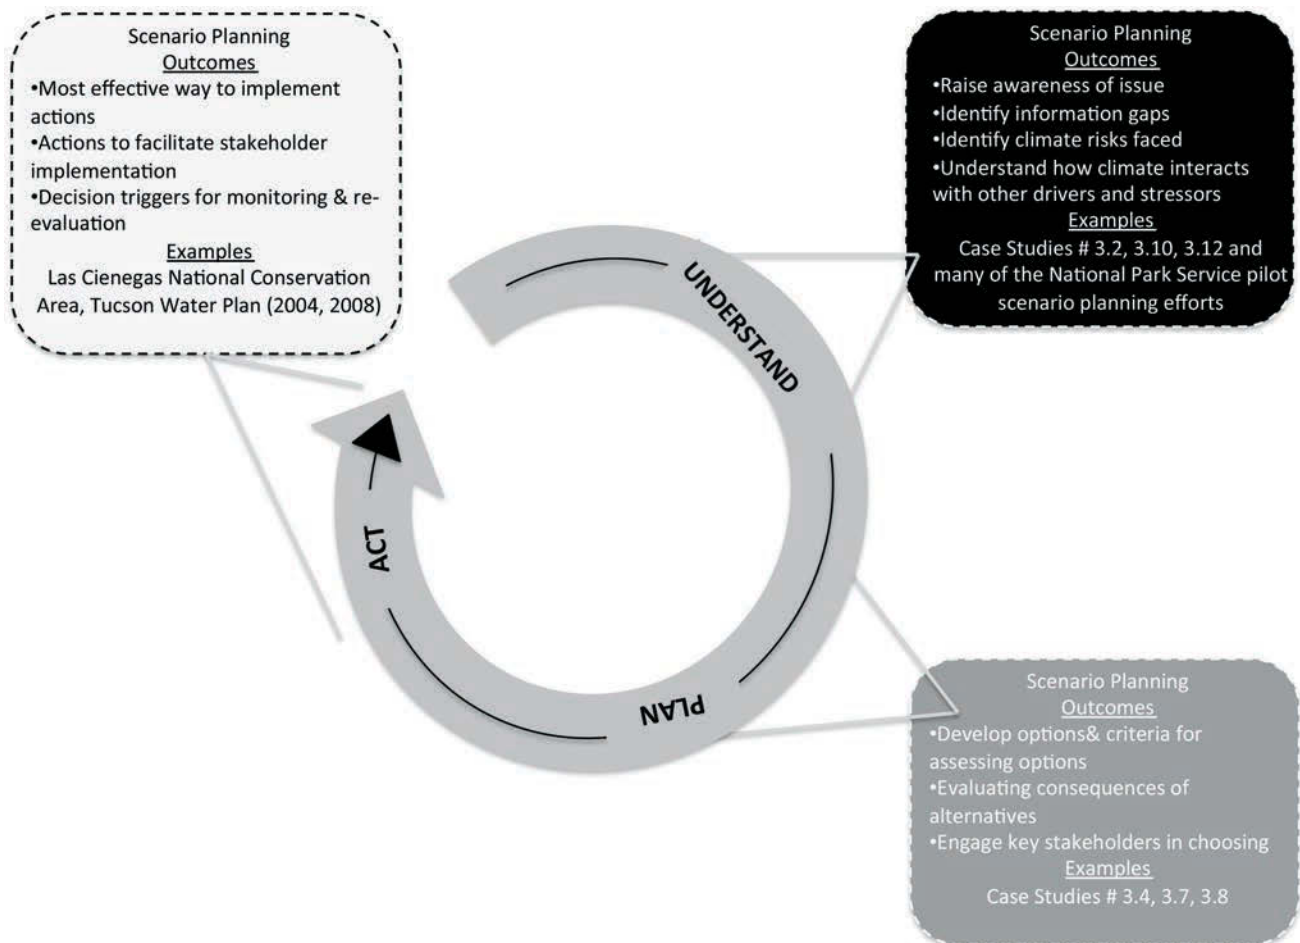 Scenario Planning
Outcomes
•Most effective way to implement
actions
•Actions to facilitate stakeholder
implementation
•Decision triggers for monitoring & re-
evaluation
Examples
Las Cienegas National Conservation
Area, Tucson Water Plan (2004, 2008)
Scenario Planning
Outcomes
•Raise awareness of issue
•Identify information gaps
•Identify climate risks faced
•Understand how climate interacts
with other drivers and stressors
Examples
Case Studies # 3.2, 3.10, 3.12 and
many of the National Park Service pilot
scenario planning efforts
UNDERSTAND
ACT
PLAN
Scenario Planning
Outcomes
•Develop options& criteria for
assessing options
•Evaluating consequences of
alternatives
•Engage key stakeholders in choosing
Examples
Case Studies # 3.4, 3.7, 3.8